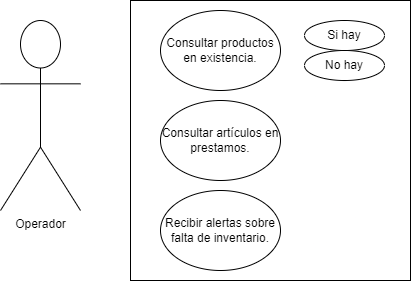 Consultar productos
en existencia.
Si hay
No hay
Consultar artículos en
prestamos.
Recibir alertas sobre
falta de inventario.
Operador